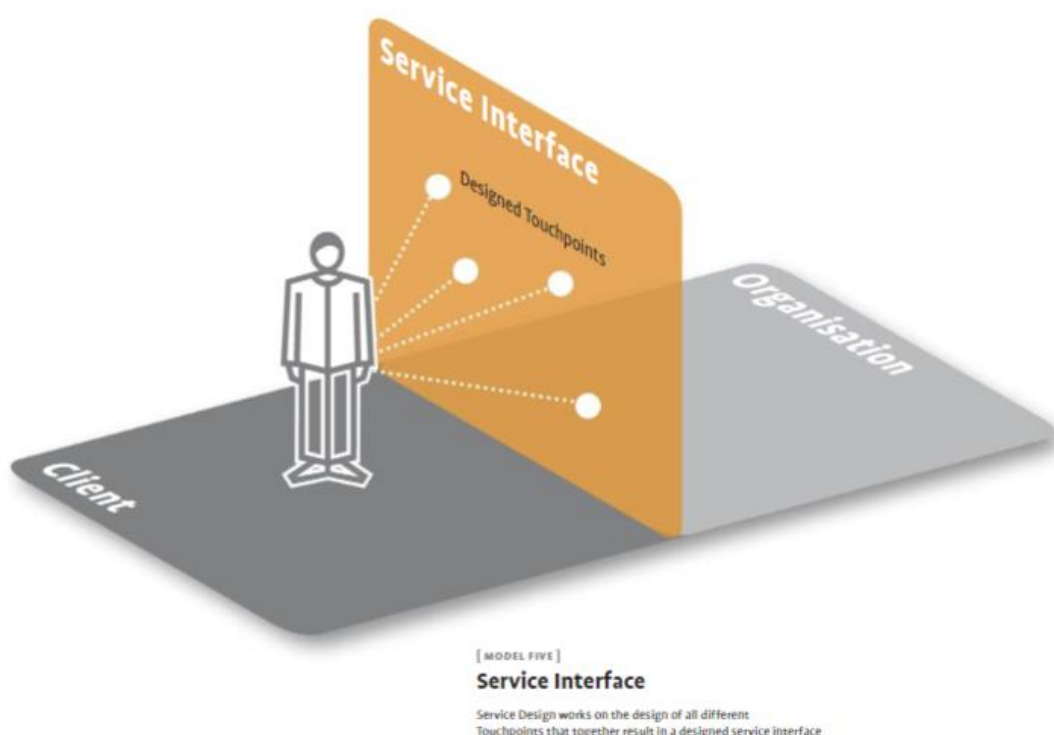 Service Interface
Designed Touchpoints
Organisation
Client
[ MODEL FIVE ]
Service Interface
Service Design works on the design of all different
Touchpoints that together result in a designed service interface